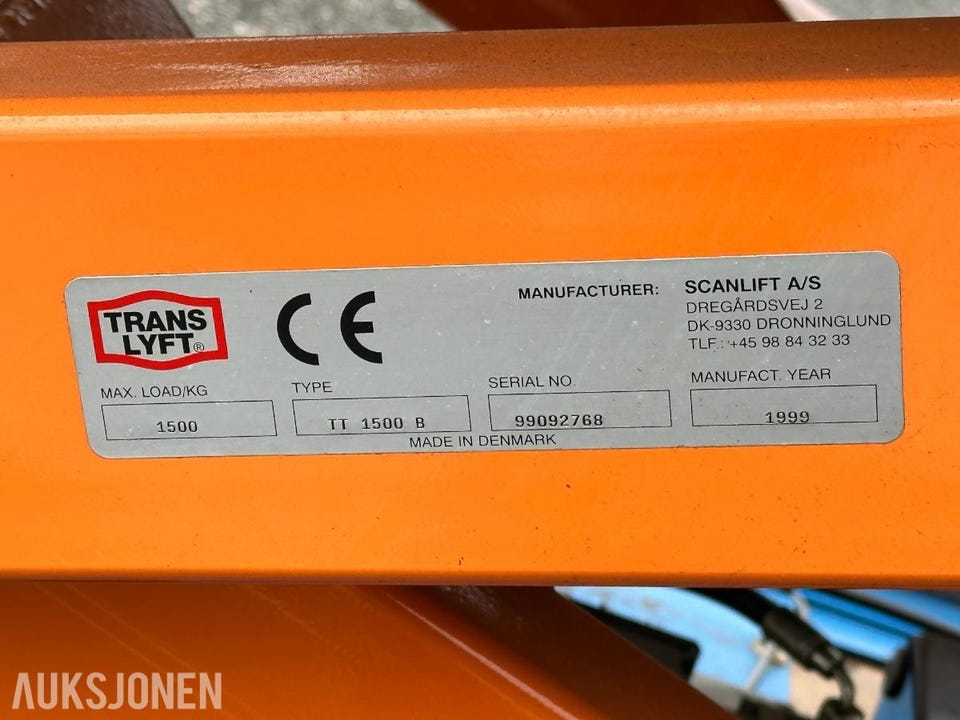 TRANS
LYFT®
CE
MANUFACTURER: SCANLIFT A/S
DREGÅRDSVEJ 2
DK-9330 DRONNINGLUND
TLF.: +45 98 84 32 33
MAX. LOAD/KG TYPE SERIAL NO. MANUFACT. YEAR
1500 TT 1500 B 99092768 1999
MADE IN DENMARK
AUKSJONEN